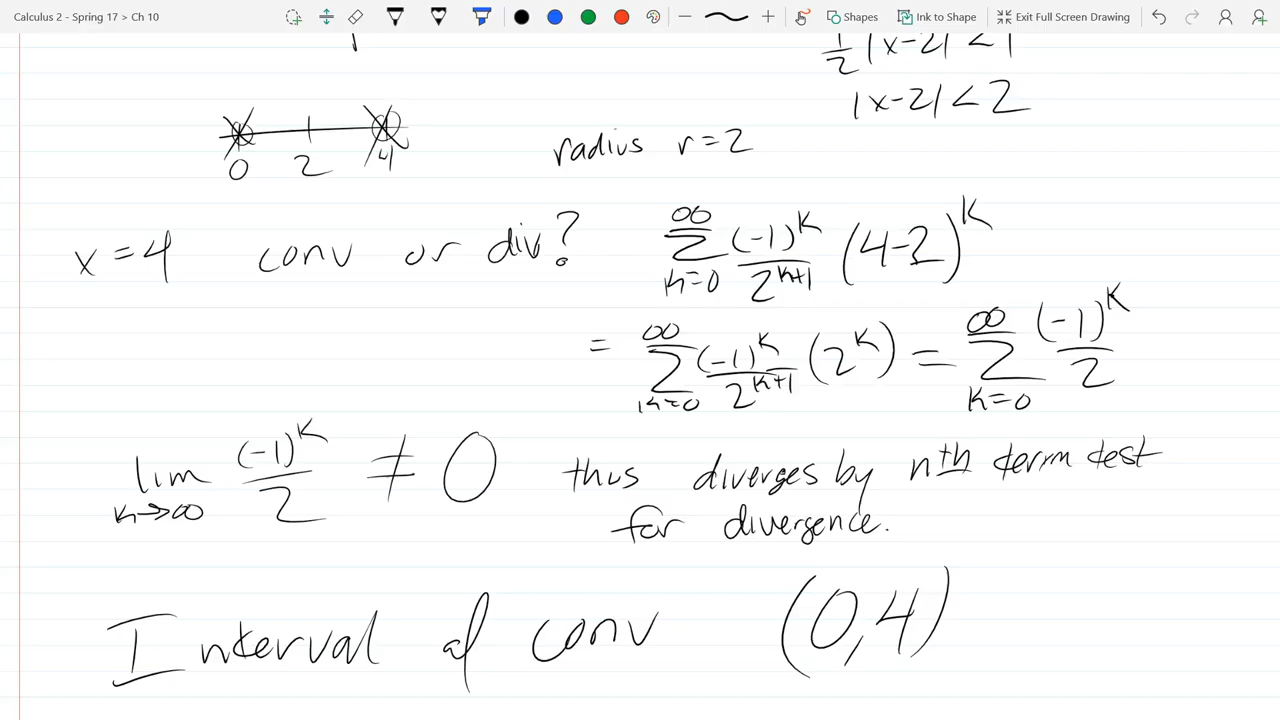 Calculus 2 - Spring 17 > Ch 10
Shapes
Ink to Shape
Exit Full Screen Drawing
1/2 |x-2| < 1
|x-2| < 2
0 2 4
radius r=2
x=4 conv or div? ∑_{k=0}^{∞} (-1)^k/2^{k+1} (4-2)^k
= ∑_{k=0}^{∞} (-1)^k/2^{k+1} (2^k) = ∑_{k=0}^{∞} (-1)^k/2
lim_{k→∞} (-1)^k/2 ≠ 0 thus diverges by nth term test
for divergence.
Interval of conv (0,4)